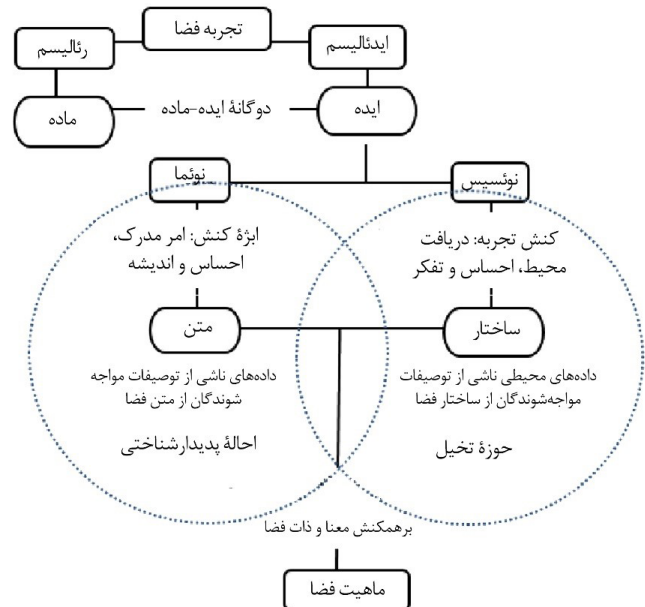 تجربه فضا
ایدئالیسم
رئالیسم
ایده
دوگانهٔ ایده-ماده
ماده
نوئسیس
نوئما
کنش تجربه: دریافت
محیط، احساس و تفکر
ابژهٔ کنش: امر مدرک،
احساس و اندیشه
ساختار
متن
داده‌های محیطی ناشی از توصیفات
مواجه‌شوندگان از ساختار فضا
داده‌های ناشی از توصیفات مواجه
شوندگان از متن فضا
حوزهٔ تخیل
احالهٔ پدیدارشناختی
برهمکنش معنا و ذات فضا
ماهیت فضا